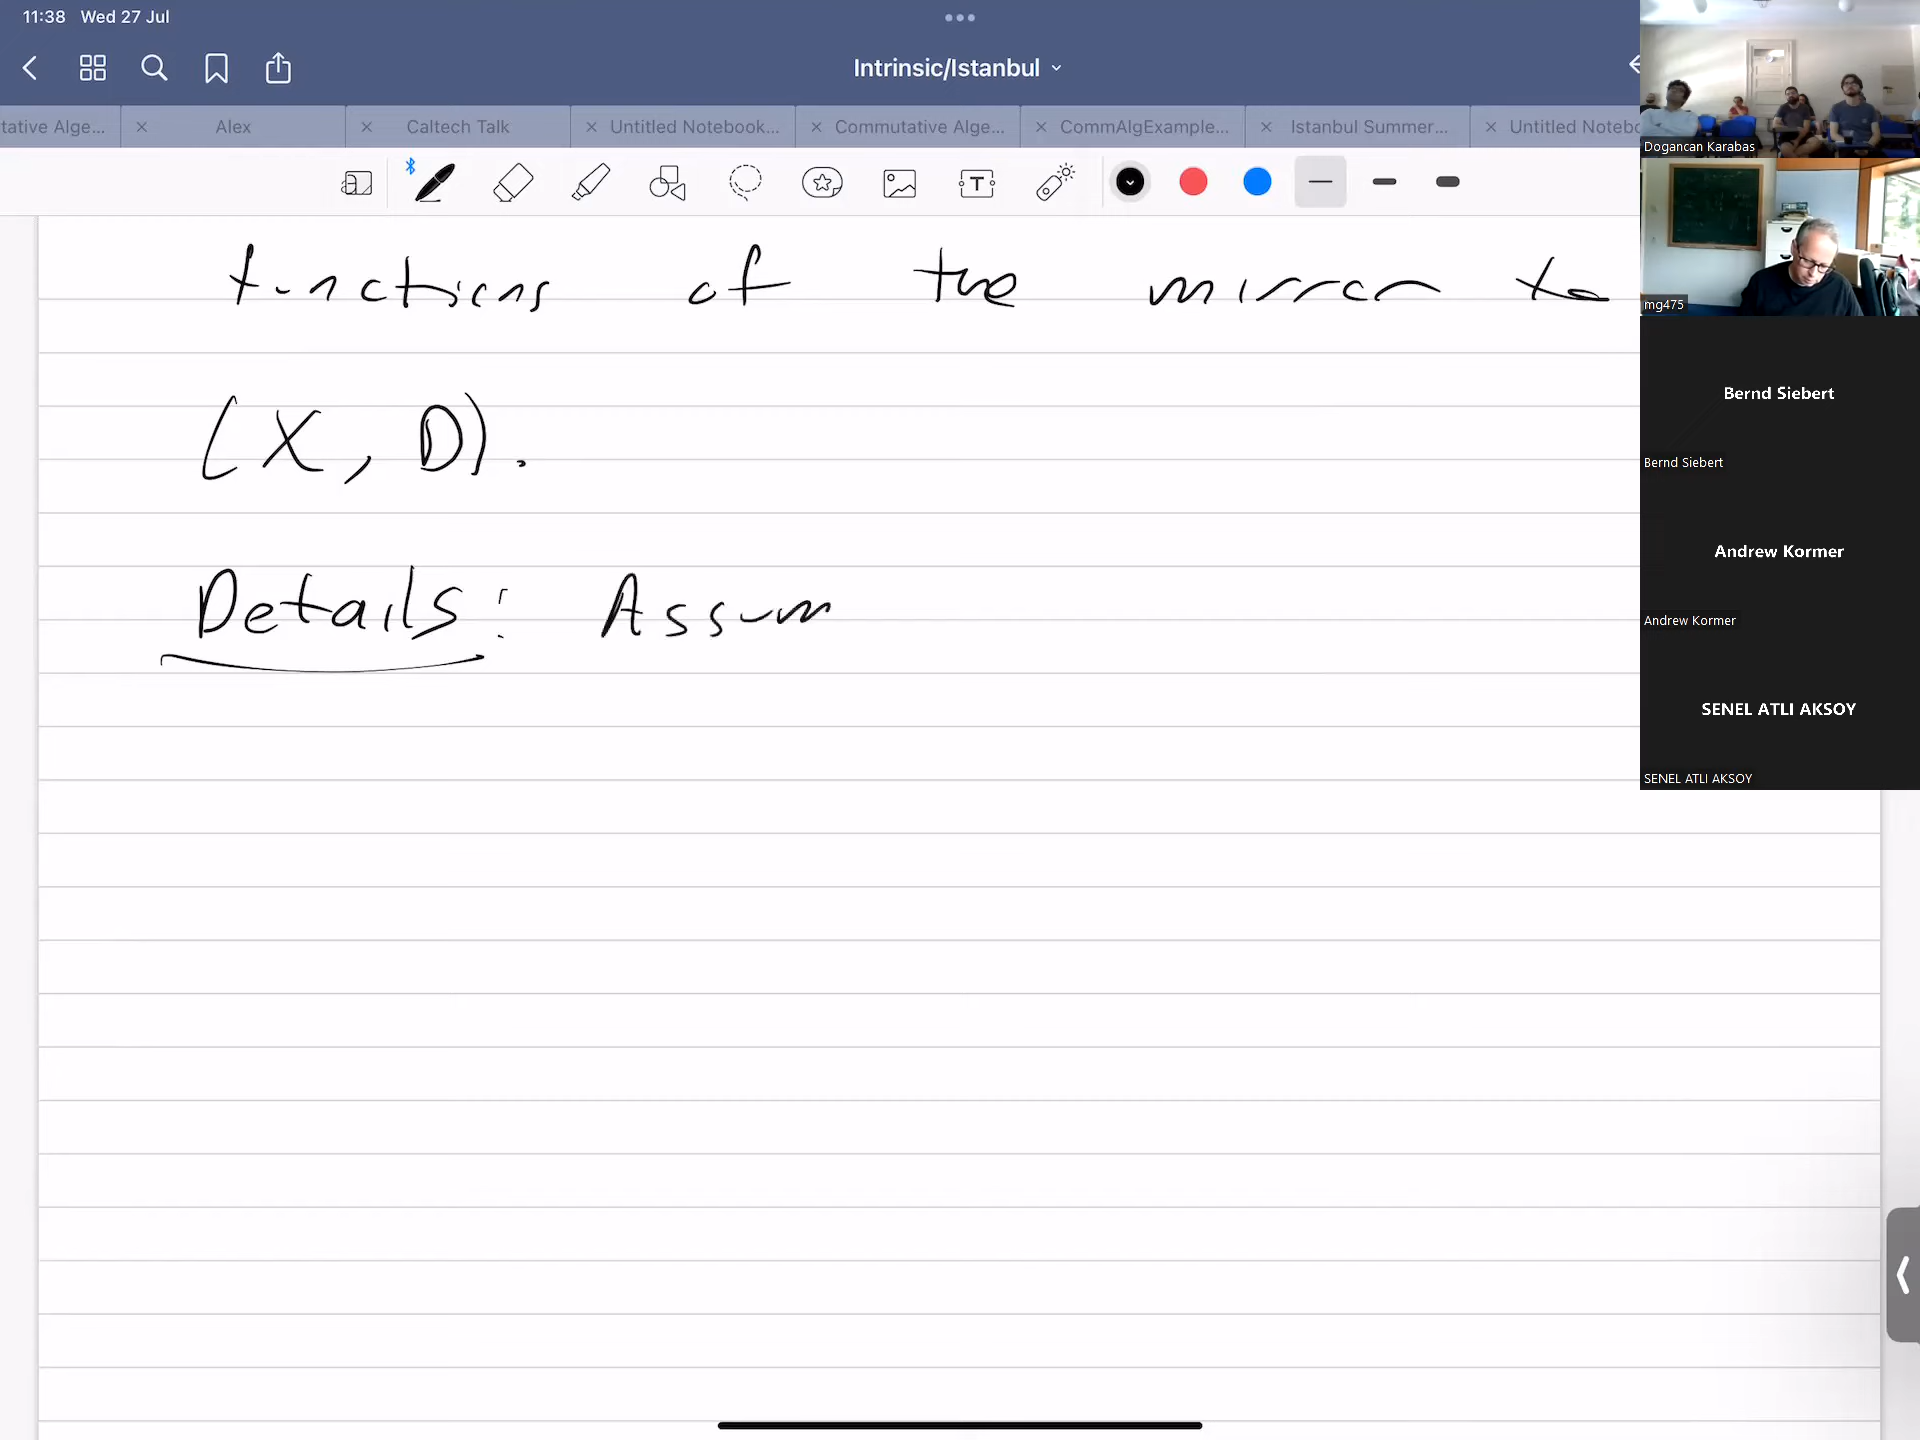 11:38 Wed 27 Jul
Intrinsic/Istanbul
tative Alge... Alex Caltech Talk Untitled Notebook... Commutative Alge... CommAlgExample... Istanbul Summer... Untitled Notebo
functions of the mirror to
(X, D).
Details: Assum
Dogancan Karabas
mg475
Bernd Siebert
Bernd Siebert
Andrew Kormer
Andrew Kormer
SENEL ATLI AKSOY
SENEL ATLI AKSOY